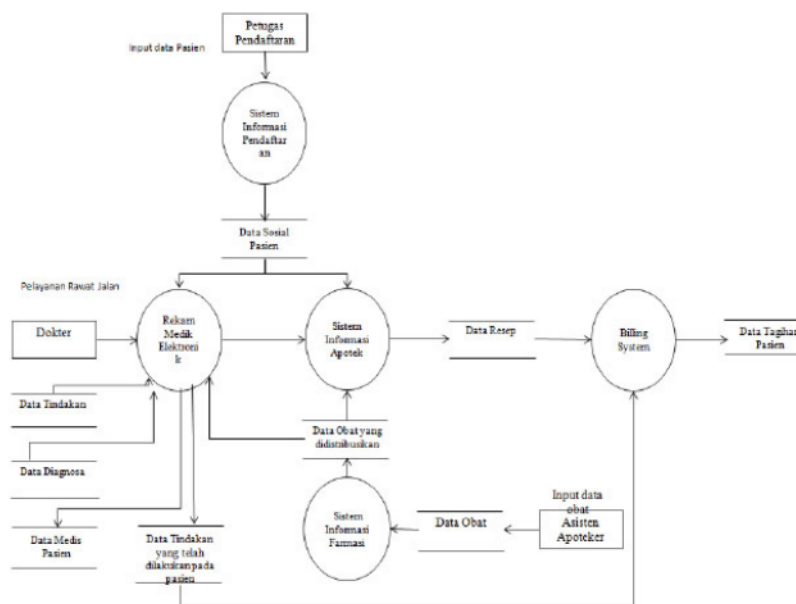 Petugas
Pendaftaran
Input data Pasien
Sistem
Informasi
Pendaftar
an
Data Sosial
Pasien
Pelayanan Rawat Jalan
Dokter
Rekam
Medik
Elektroni
k
Sistem
Informasi
Apotek
Data Resep
Billing
System
Data Tagihan
Pasien
Data Tindakan
Data Obat yang
didistribusikan
Data Diagnosa
Data Medis
Pasien
Data Tindakan
yang telah
dilakukan pada
pasien
Sistem
Informasi
Farmasi
Data Obat
Input data
obat
Asisten
Apoteker